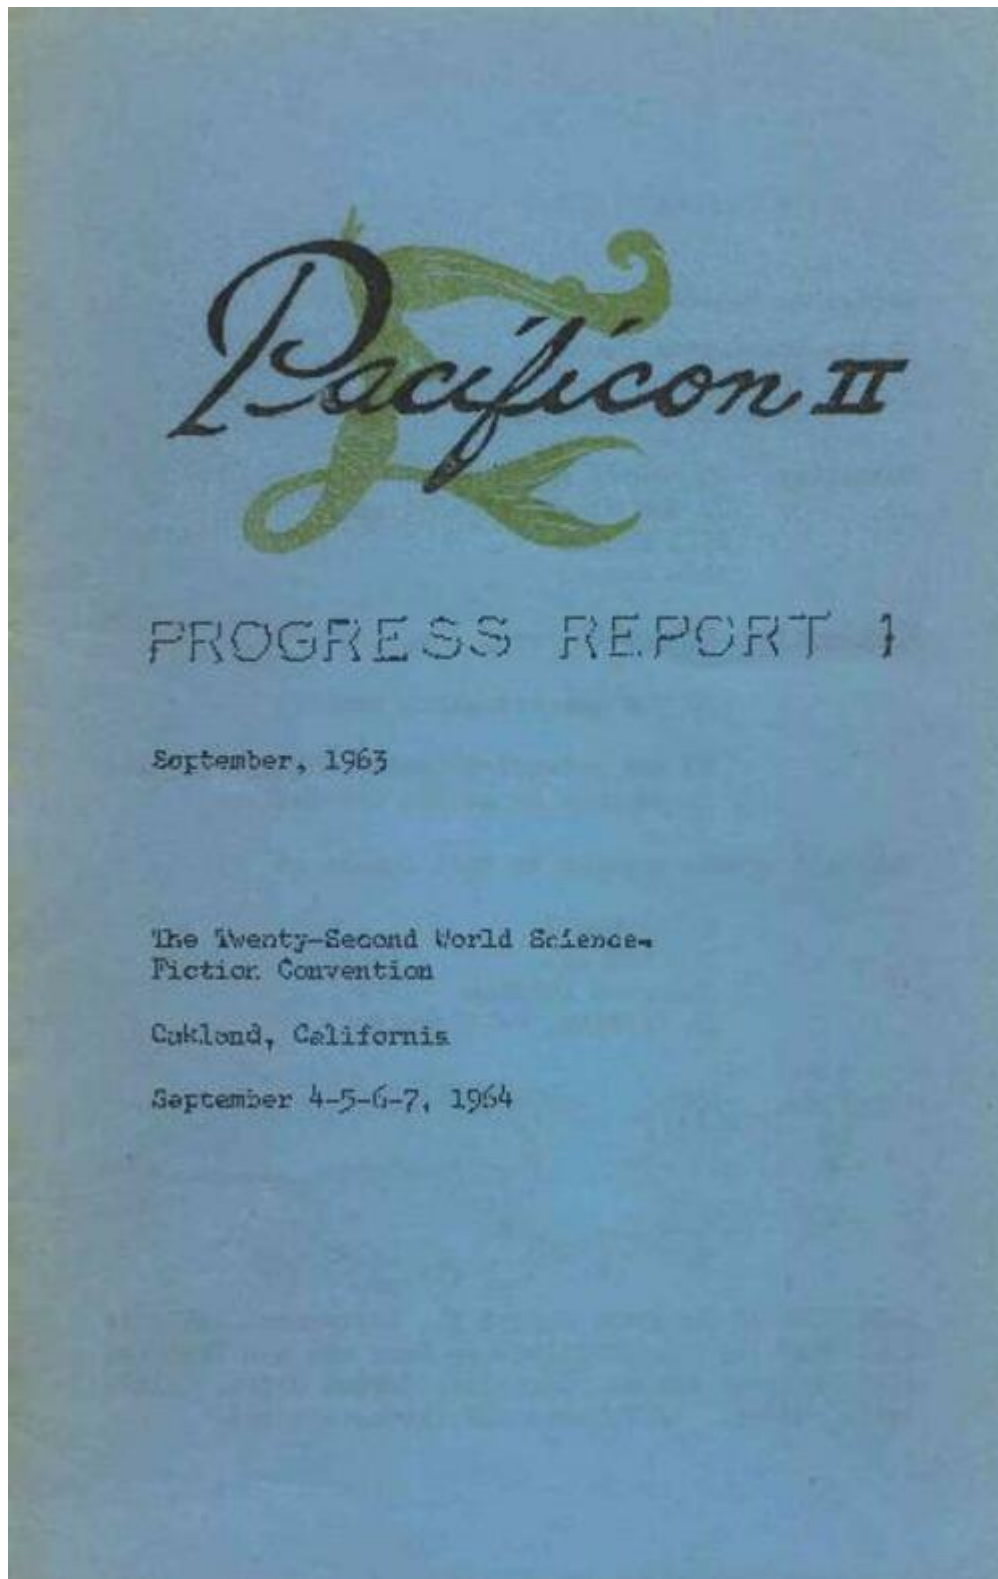 Pacificon II
PROGRESS REPORT 1
September, 1963
The Twenty-Second World Science-
Fiction Convention
Oakland, California
September 4-5-6-7, 1964